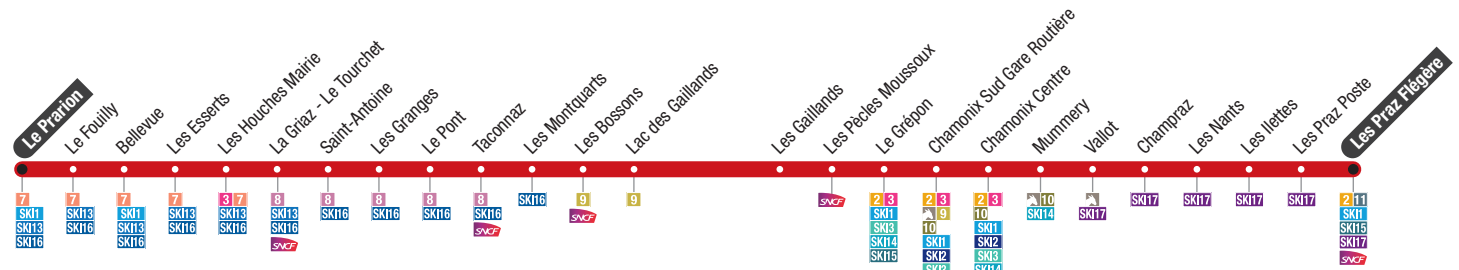 Le Prarion
Le Fouilly
Bellevue
Les Esserts
Les Houches Mairie
La Griaz - Le Tourchet
Saint-Antoine
Les Granges
Le Pont
Taconnaz
Les Montquarts
Les Bossons
Lac des Gaillands
Les Gaillands
Les Pècles Moussoux
Le Grépon
Chamonix Sud Gare Routière
Chamonix Centre
Mummery
Vallot
Champraz
Les Nants
Les Ilettes
Les Praz Poste
Les Praz Flégère
7
SKI1
SKI13
SKI16
7
SKI13
SKI16
7
SKI1
SKI13
SKI16
7
SKI13
SKI16
3 7
SKI13
SKI16
8
SKI13
SKI16
SNCF
8
SKI16
8
SKI16
8
SKI16
8
SKI16
SNCF
SKI16
9
SNCF
9
SNCF
2 3
SKI1
SKI3
SKI14
SKI15
2 3
9
10
SKI1
SKI2
SKI3
2 3
10
SKI1
SKI2
SKI3
SKI14
10
SKI14
SKI17
SKI17
SKI17
SKI17
SKI17
2 11
SKI1
SKI15
SKI17
SNCF